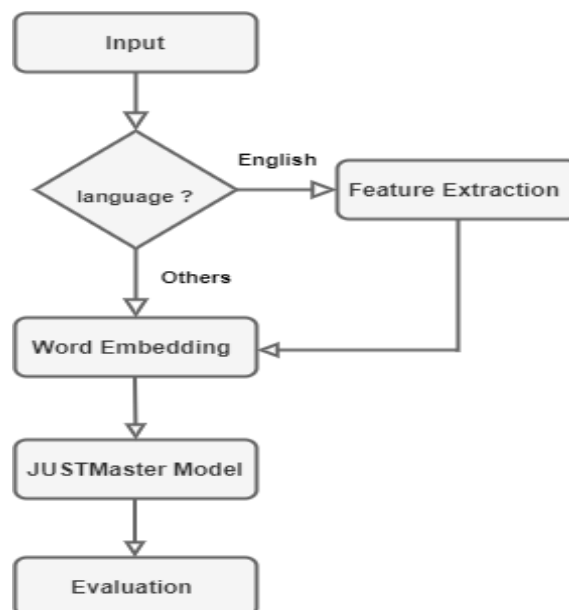 Input
English
language ?
Feature Extraction
Others
Word Embedding
JUSTMaster Model
Evaluation